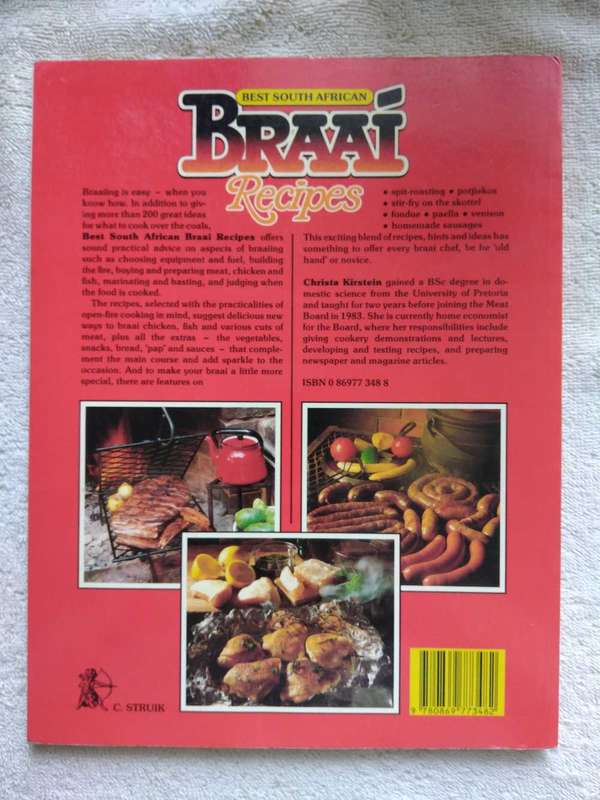 BEST SOUTH AFRICAN
BRAAI
Recipes
Braaiing is easy – when you
know how. In addition to giv-
ing more than 200 great ideas
for what to cook over the coals,
Best South African Braai Recipes offers
sound practical advice on aspects of braaiing
such as choosing equipment and fuel, building
the fire, buying and preparing meat, chicken and
fish, marinating and basting, and judging when
the food is cooked.
The recipes, selected with the practicalities of
open-fire cooking in mind, suggest delicious new
ways to braai chicken, fish and various cuts of
meat, plus all the extras – the vegetables,
snacks, bread, 'pap' and sauces – that comple-
ment the main course and add sparkle to the
occasion. And to make your braai a little more
special, there are features on
• spit-roasting • potjiekos
• stir-fry on the skottel
• fondue • paella • venison
• homemade sausages
This exciting blend of recipes, hints and ideas has
something to offer every braai chef, be he 'old
hand' or novice.
Christa Kirstein gained a BSc degree in do-
mestic science from the University of Pretoria
and taught for two years before joining the Meat
Board in 1983. She is currently home economist
for the Board, where her responsibilities include
giving cookery demonstrations and lectures,
developing and testing recipes, and preparing
newspaper and magazine articles.
ISBN 0 86977 348 8
C. STRUIK
9 780869 773482